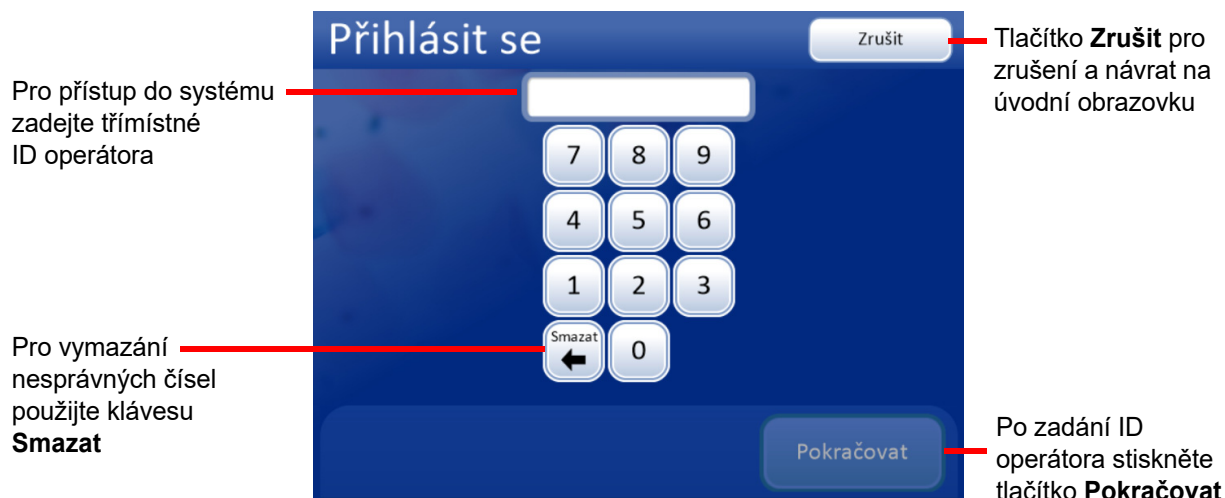 Přihlásit se
Zrušit
Tlačítko Zrušit pro
zrušení a návrat na
úvodní obrazovku
Pro přístup do systému
zadejte třímístné
ID operátora
7 8 9
4 5 6
1 2 3
Smazat 0
Pro vymazání
nesprávných čísel
použijte klávesu
Smazat
Pokračovat
Po zadání ID
operátora stiskněte
tlačítko Pokračovat